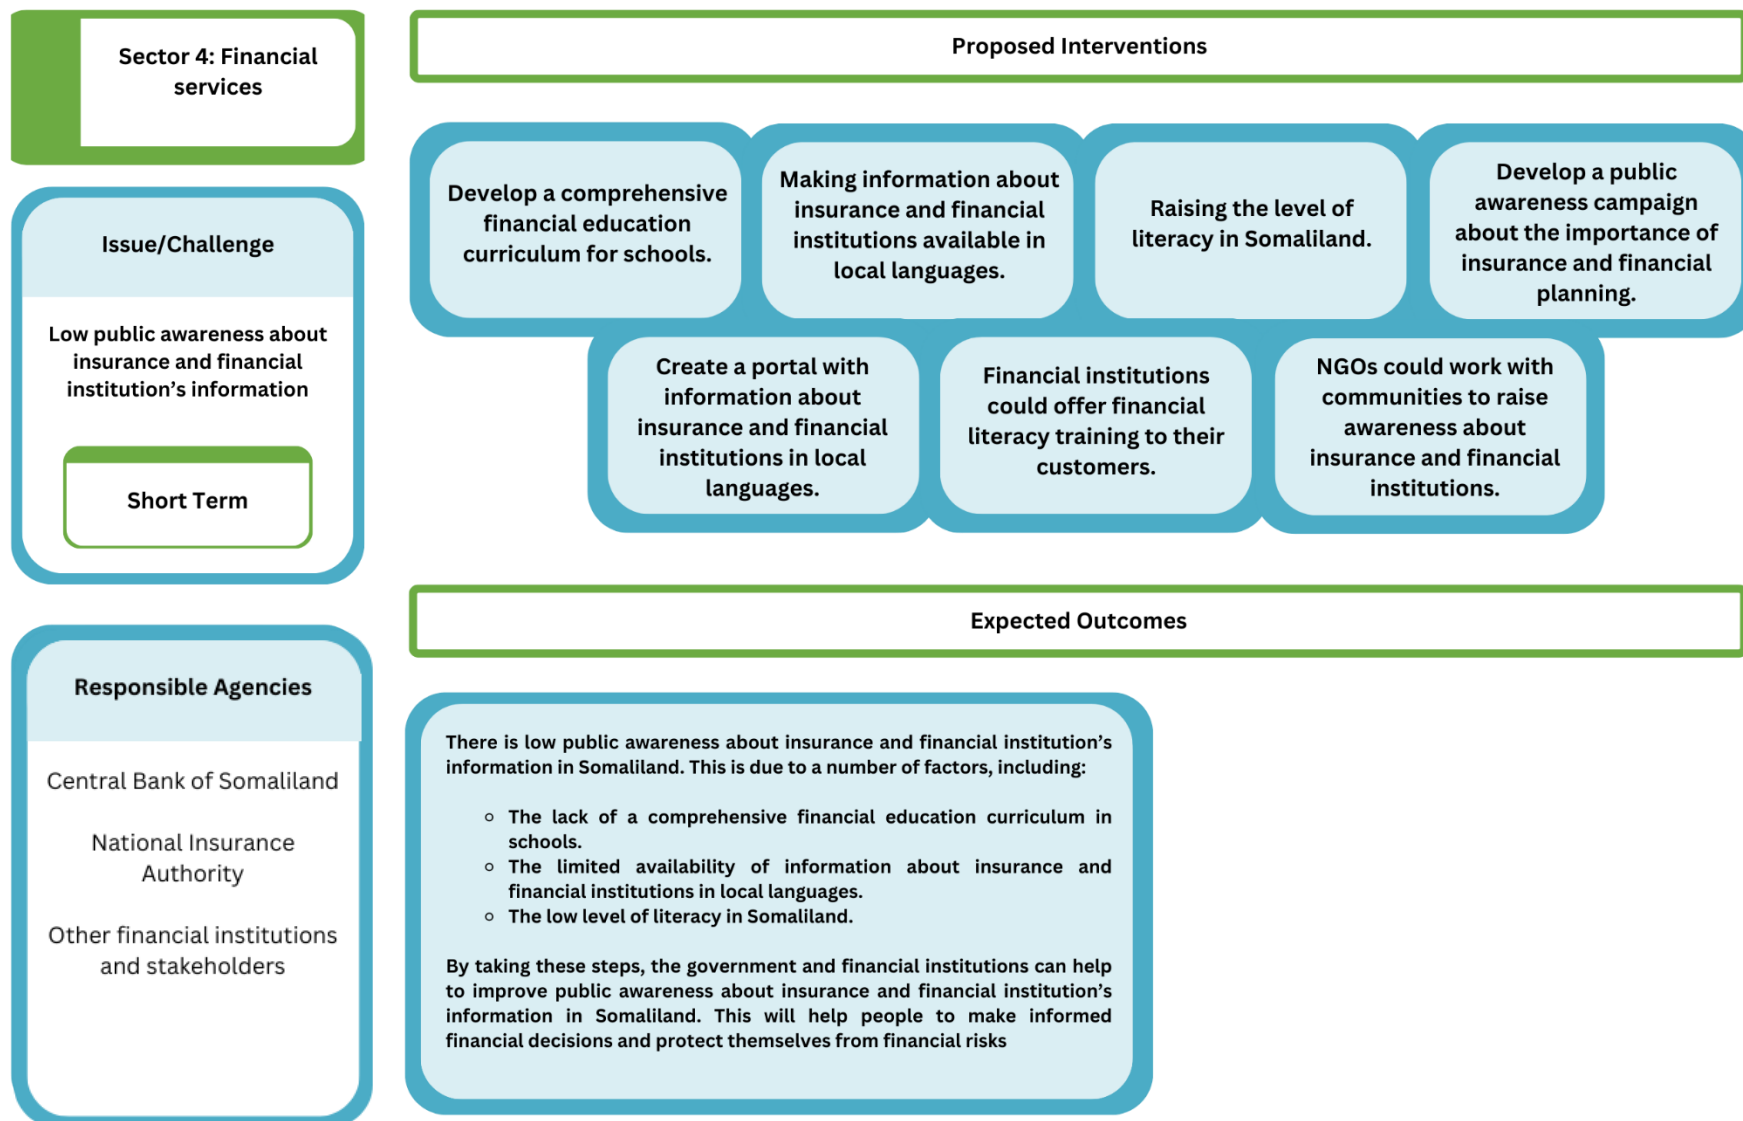 Sector 4: Financial
services
Issue/Challenge
Low public awareness about
insurance and financial
institution's information
Short Term
Responsible Agencies
Central Bank of Somaliland
National Insurance
Authority
Other financial institutions
and stakeholders
Proposed Interventions
Develop a comprehensive
financial education
curriculum for schools.
Making information about
insurance and financial
institutions available in
local languages.
Raising the level of
literacy in Somaliland.
Develop a public
awareness campaign
about the importance of
insurance and financial
planning.
Create a portal with
information about
insurance and financial
institutions in local
languages.
Financial institutions
could offer financial
literacy training to their
customers.
NGOs could work with
communities to raise
awareness about
insurance and financial
institutions.
Expected Outcomes
There is low public awareness about insurance and financial institution's
information in Somaliland. This is due to a number of factors, including:
The lack of a comprehensive financial education curriculum in
schools.
The limited availability of information about insurance and
financial institutions in local languages.
The low level of literacy in Somaliland.
By taking these steps, the government and financial institutions can help
to improve public awareness about insurance and financial institution's
information in Somaliland. This will help people to make informed
financial decisions and protect themselves from financial risks